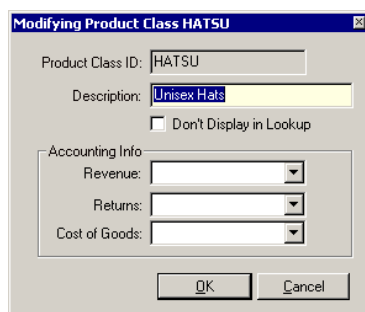 Modifying Product Class HATSU
Product Class ID: HATSU
Description: Unisex Hats
Don't Display in Lookup
Accounting Info
Revenue:
Returns:
Cost of Goods:
OK Cancel